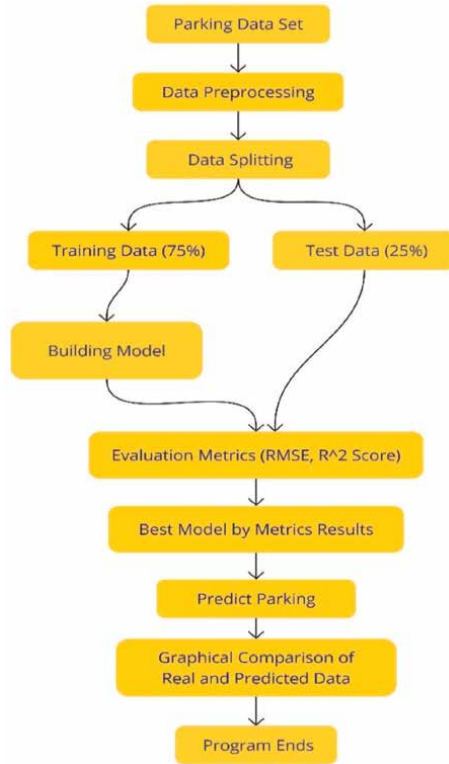 Parking Data Set
Data Preprocessing
Data Splitting
Training Data (75%)
Test Data (25%)
Building Model
Evaluation Metrics (RMSE, R^2 Score)
Best Model by Metrics Results
Predict Parking
Graphical Comparison of
Real and Predicted Data
Program Ends